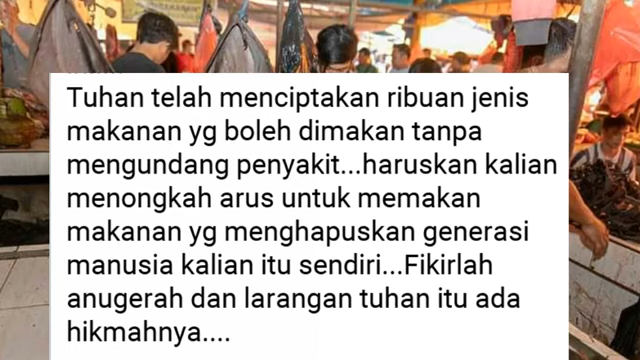 Tuhan telah menciptakan ribuan jenis
makanan yg boleh dimakan tanpa
mengundang penyakit...haruskan kalian
menongkah arus untuk memakan
makanan yg menghapuskan generasi
manusia kalian itu sendiri...Fikirlah
anugerah dan larangan tuhan itu ada
hikmahnya....